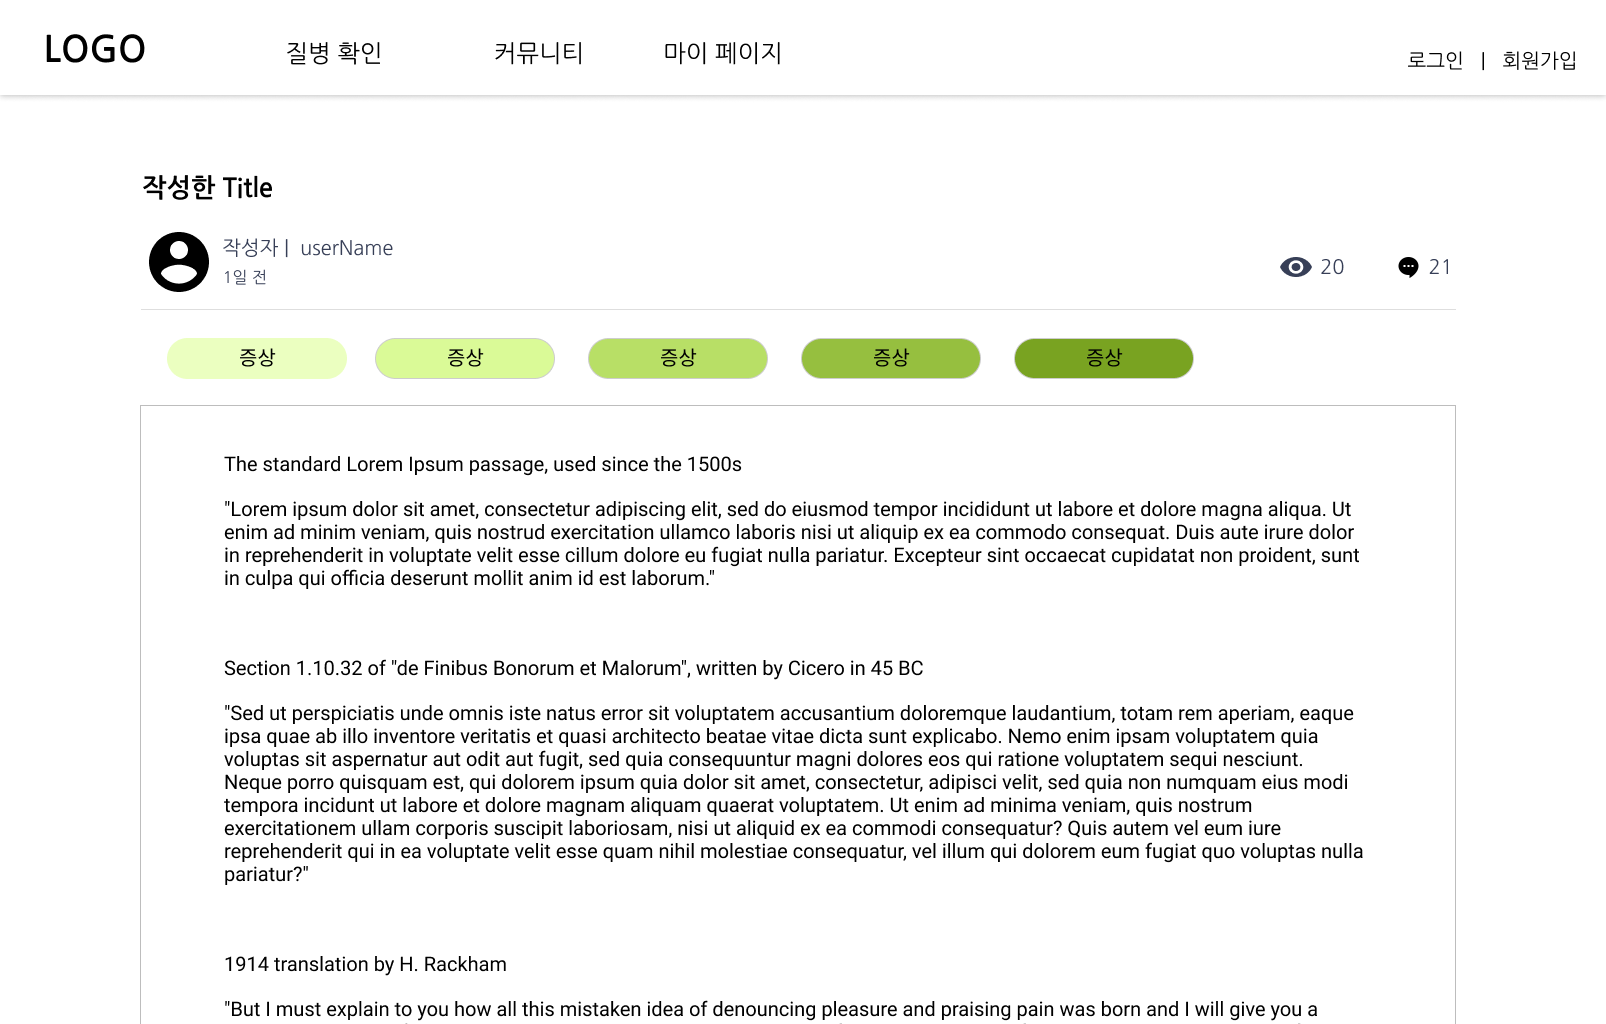 LOGO 질병 확인 커뮤니티 마이 페이지 로그인 | 회원가입
작성한 Title
작성자 | userName
1일 전
20 21
증상 증상 증상 증상 증상
The standard Lorem Ipsum passage, used since the 1500s
"Lorem ipsum dolor sit amet, consectetur adipiscing elit, sed do eiusmod tempor incididunt ut labore et dolore magna aliqua. Ut
enim ad minim veniam, quis nostrud exercitation ullamco laboris nisi ut aliquip ex ea commodo consequat. Duis aute irure dolor
in reprehenderit in voluptate velit esse cillum dolore eu fugiat nulla pariatur. Excepteur sint occaecat cupidatat non proident, sunt
in culpa qui officia deserunt mollit anim id est laborum."
Section 1.10.32 of "de Finibus Bonorum et Malorum", written by Cicero in 45 BC
"Sed ut perspiciatis unde omnis iste natus error sit voluptatem accusantium doloremque laudantium, totam rem aperiam, eaque
ipsa quae ab illo inventore veritatis et quasi architecto beatae vitae dicta sunt explicabo. Nemo enim ipsam voluptatem quia
voluptas sit aspernatur aut odit aut fugit, sed quia consequuntur magni dolores eos qui ratione voluptatem sequi nesciunt.
Neque porro quisquam est, qui dolorem ipsum quia dolor sit amet, consectetur, adipisci velit, sed quia non numquam eius modi
tempora incidunt ut labore et dolore magnam aliquam quaerat voluptatem. Ut enim ad minima veniam, quis nostrum
exercitationem ullam corporis suscipit laboriosam, nisi ut aliquid ex ea commodi consequatur? Quis autem vel eum iure
reprehenderit qui in ea voluptate velit esse quam nihil molestiae consequatur, vel illum qui dolorem eum fugiat quo voluptas nulla
pariatur?"
1914 translation by H. Rackham
"But I must explain to you how all this mistaken idea of denouncing pleasure and praising pain was born and I will give you a